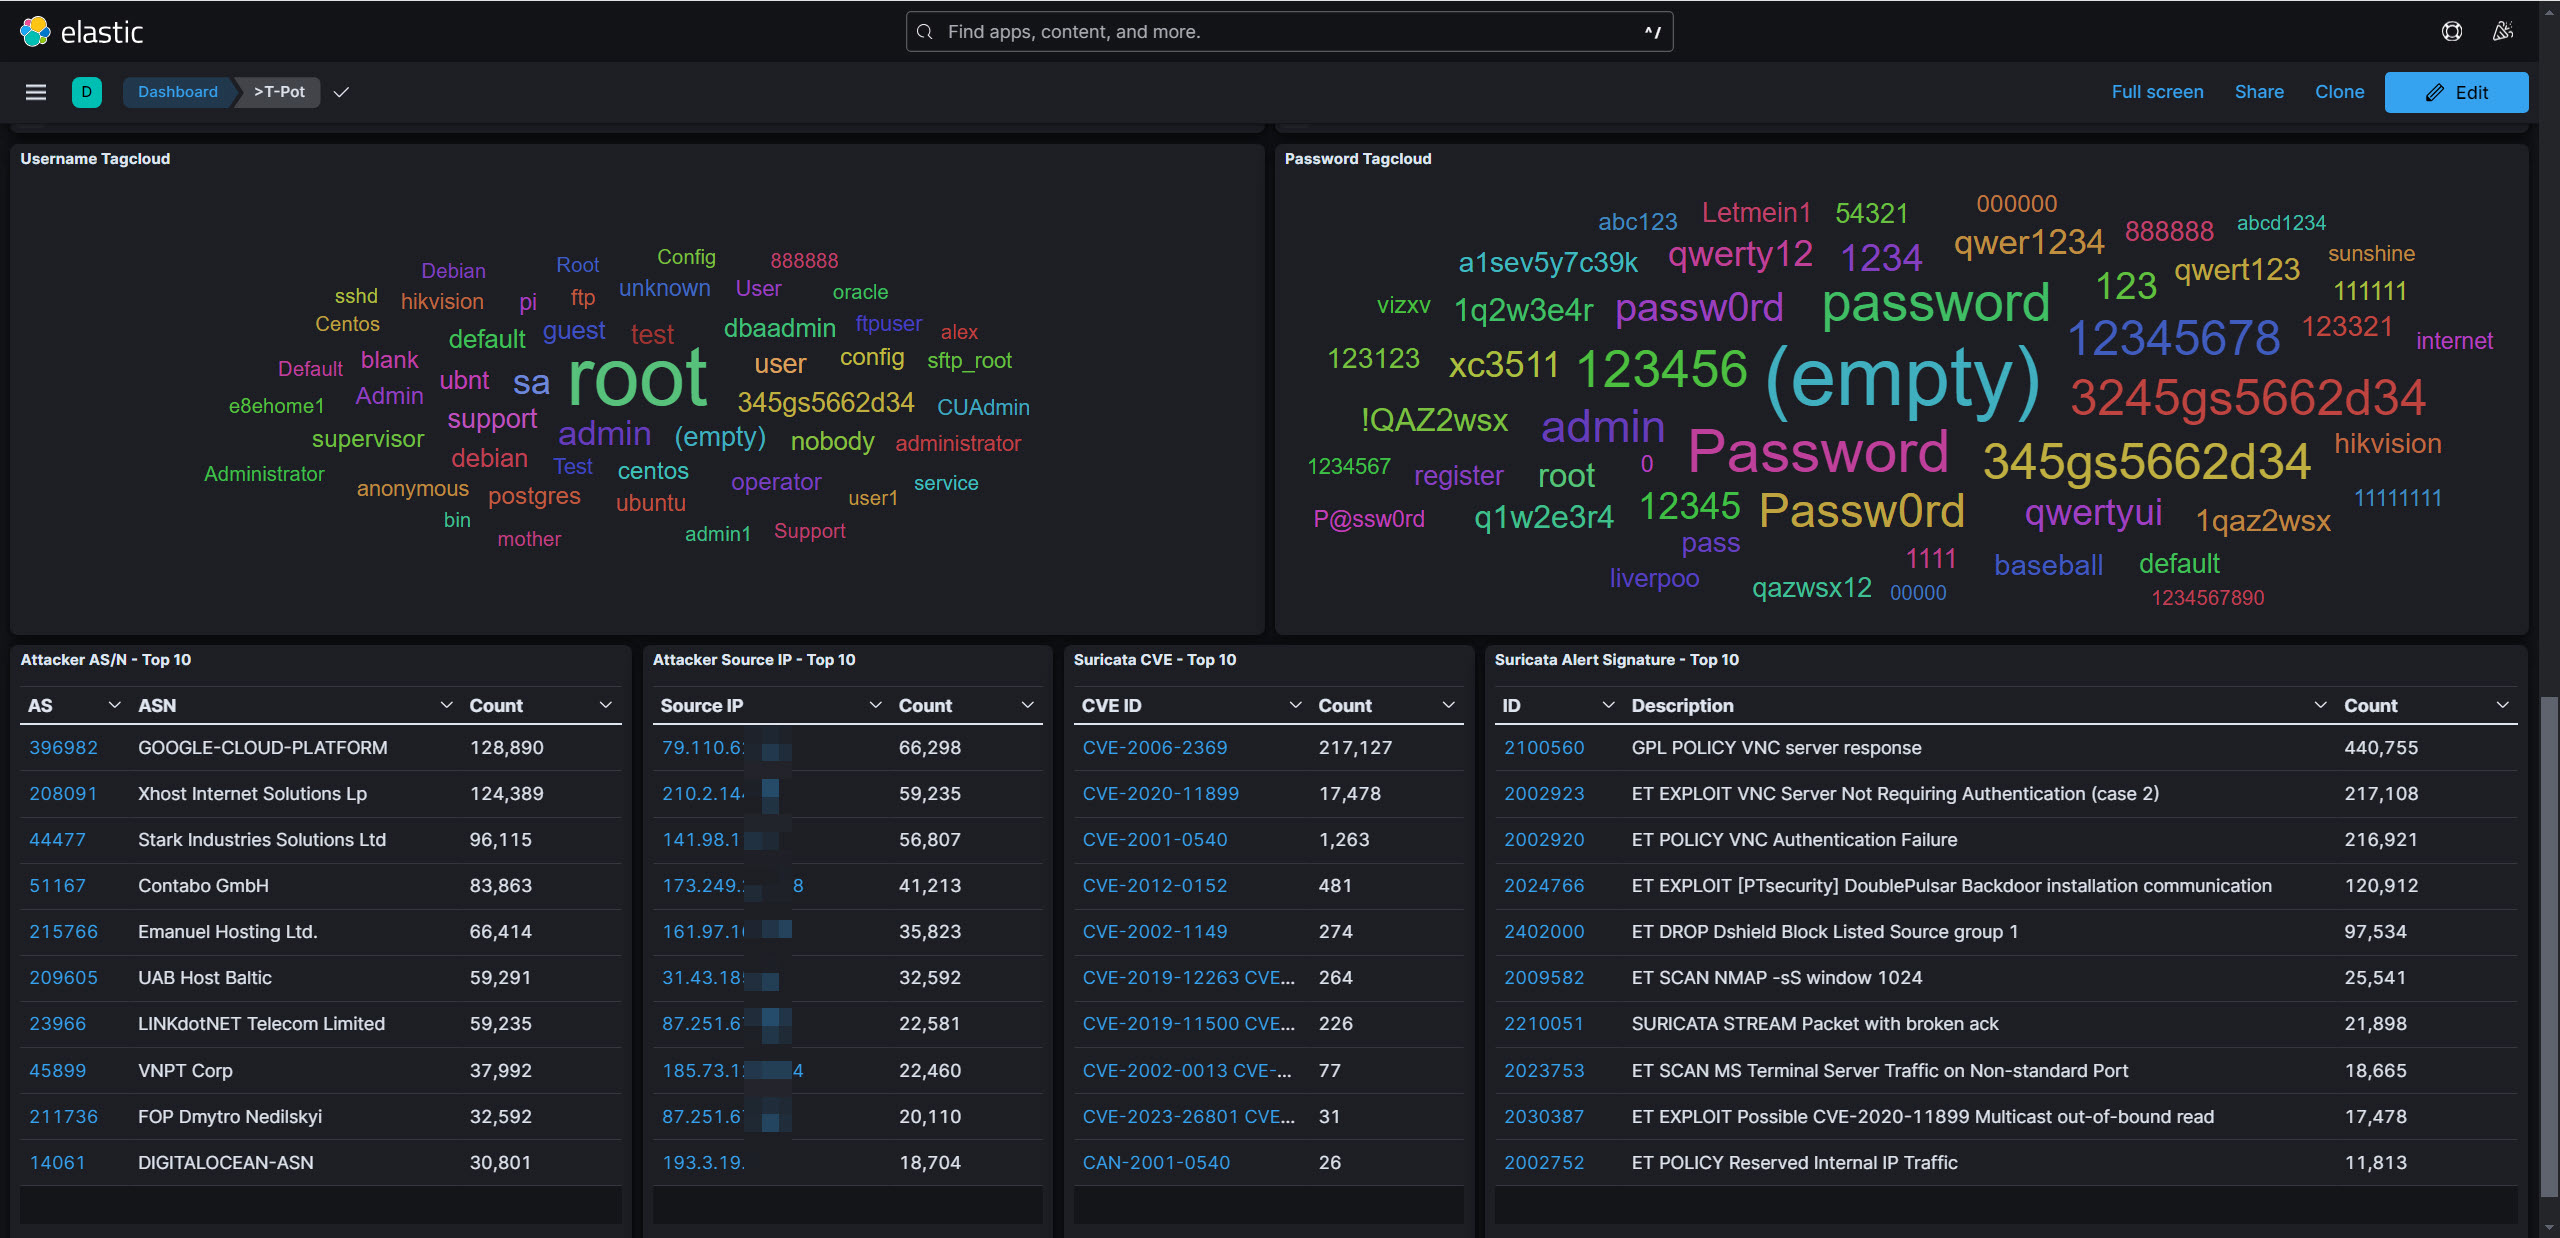 elastic
Find apps, content, and more.
^/
D
Dashboard
>T-Pot
Full screen
Share
Clone
Edit
Username Tagcloud
Config
888888
Root
Debian
unknown
User
oracle
sshd
hikvision
pi
ftp
Centos
default
guest
test
dbaadmin
ftpuser
alex
Default
blank
root
user
config
sftp_root
ubnt
sa
e8ehome1
Admin
345gs5662d34
CUAdmin
support
supervisor
admin
(empty)
nobody
administrator
Administrator
debian
Test
centos
anonymous
postgres
ubuntu
operator
user1
service
bin
mother
admin1
Support
Password Tagcloud
abc123
Letmein1
54321
000000
888888
abcd1234
a1sev5y7c39k
qwerty12
1234
qwer1234
qwert123
sunshine
vizxv
1q2w3e4r
passw0rd
password
123
111111
123123
xc3511
123456
(empty)
12345678
123321
internet
!QAZ2wsx
admin
Password
3245gs5662d34
345gs5662d34
hikvision
1234567
register
root
0
P@ssw0rd
q1w2e3r4
12345
Passw0rd
qwertyui
1qaz2wsx
11111111
pass
liverpoo
qazwsx12
1111
00000
baseball
default
1234567890
Attacker AS/N - Top 10
AS ASN Count
396982 GOOGLE-CLOUD-PLATFORM 128,890
208091 Xhost Internet Solutions Lp 124,389
44477 Stark Industries Solutions Ltd 96,115
51167 Contabo GmbH 83,863
215766 Emanuel Hosting Ltd. 66,414
209605 UAB Host Baltic 59,291
23966 LINKdotNET Telecom Limited 59,235
45899 VNPT Corp 37,992
211736 FOP Dmytro Nedilskyi 32,592
14061 DIGITALOCEAN-ASN 30,801
Attacker Source IP - Top 10
Source IP Count
79.110.6 66,298
210.2.14 59,235
141.98.1 56,807
173.249. 8 41,213
161.97.1 35,823
31.43.18 32,592
87.251.6 22,581
185.73.1 4 22,460
87.251.6 20,110
193.3.19. 18,704
Suricata CVE - Top 10
CVE ID Count
CVE-2006-2369 217,127
CVE-2020-11899 17,478
CVE-2001-0540 1,263
CVE-2012-0152 481
CVE-2002-1149 274
CVE-2019-12263 CVE... 264
CVE-2019-11500 CVE... 226
CVE-2002-0013 CVE-... 77
CVE-2023-26801 CVE... 31
CAN-2001-0540 26
Suricata Alert Signature - Top 10
ID Description Count
2100560 GPL POLICY VNC server response 440,755
2002923 ET EXPLOIT VNC Server Not Requiring Authentication (case 2) 217,108
2002920 ET POLICY VNC Authentication Failure 216,921
2024766 ET EXPLOIT [PTsecurity] DoublePulsar Backdoor installation communication 120,912
2402000 ET DROP Dshield Block Listed Source group 1 97,534
2009582 ET SCAN NMAP -sS window 1024 25,541
2210051 SURICATA STREAM Packet with broken ack 21,898
2023753 ET SCAN MS Terminal Server Traffic on Non-standard Port 18,665
2030387 ET EXPLOIT Possible CVE-2020-11899 Multicast out-of-bound read 17,478
2002752 ET POLICY Reserved Internal IP Traffic 11,813